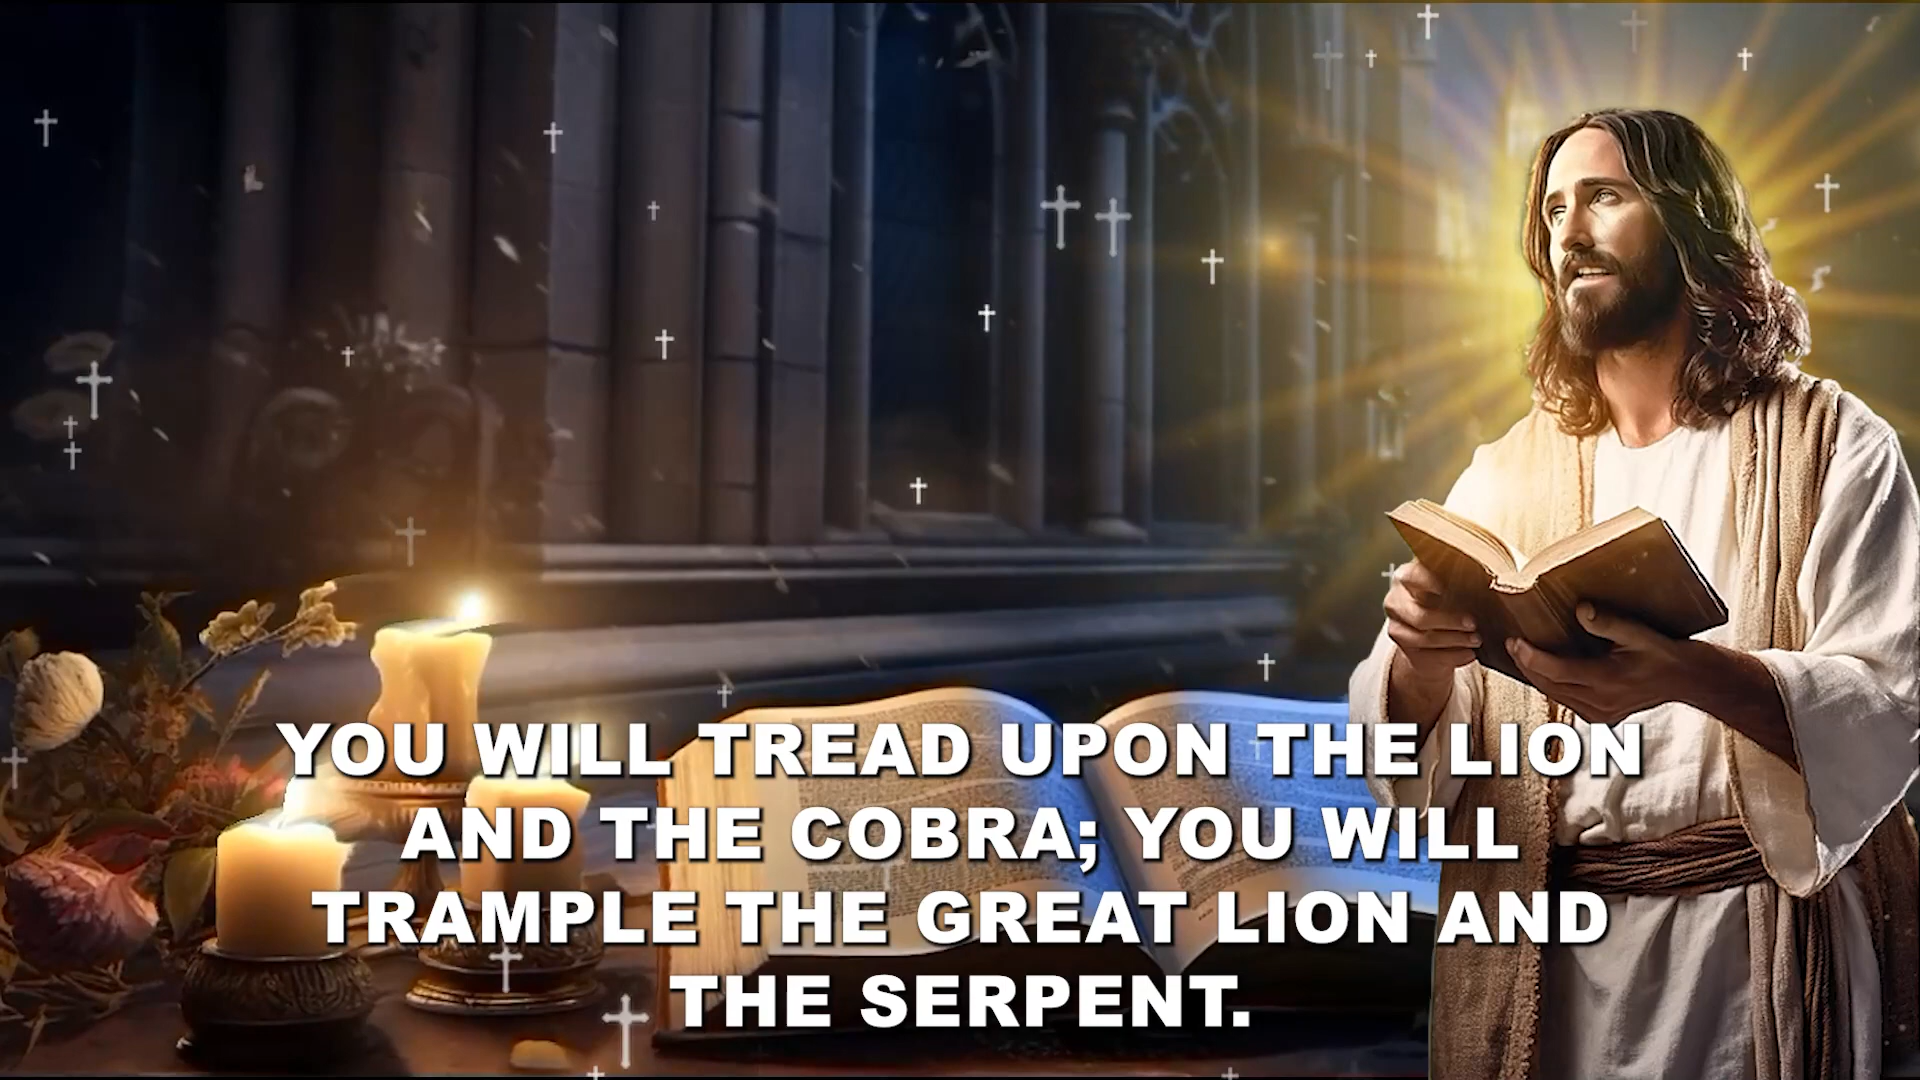 YOU WILL TREAD UPON THE LION
AND THE COBRA; YOU WILL
TRAMPLE THE GREAT LION AND
THE SERPENT.